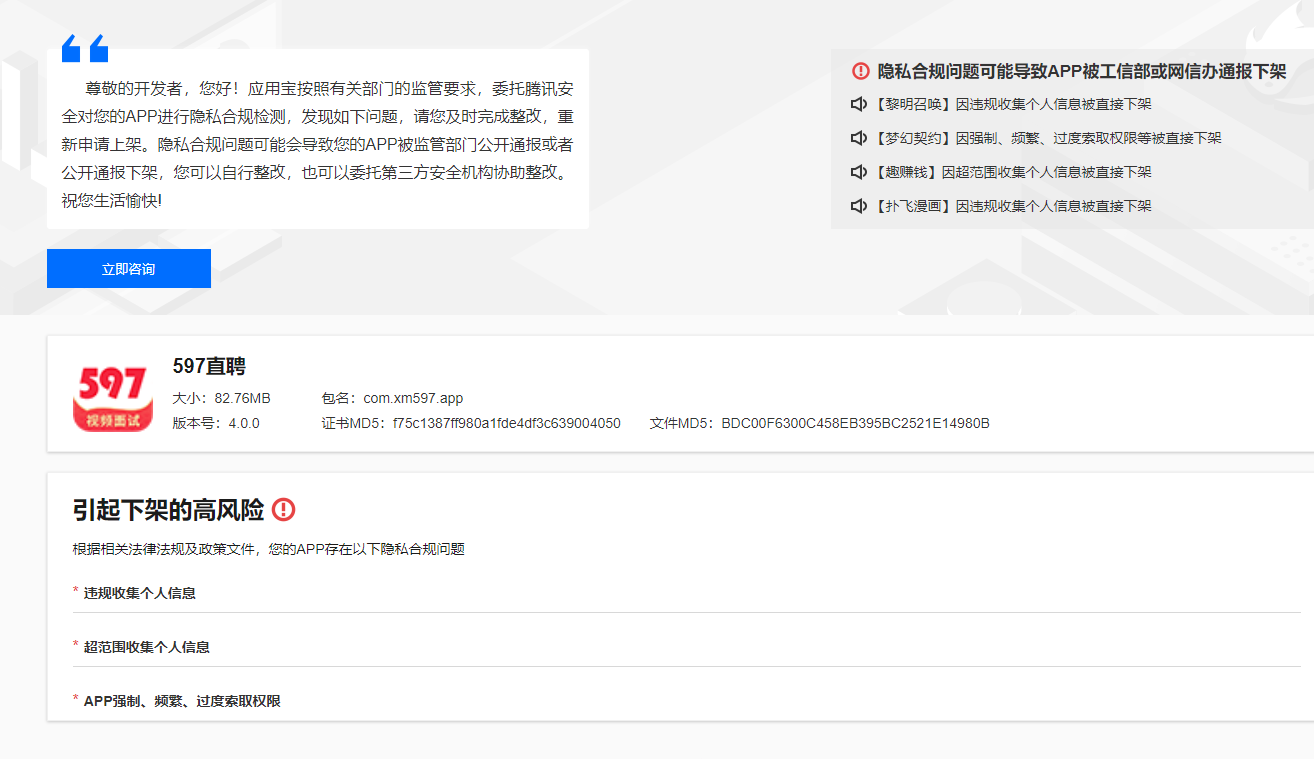 尊敬的开发者，您好！应用宝按照有关部门的监管要求，委托腾讯安
全对您的APP进行隐私合规检测，发现如下问题，请您及时完成整改，重
新申请上架。隐私合规问题可能会导致您的APP被监管部门公开通报或者
公开通报下架，您可以自行整改，也可以委托第三方安全机构协助整改。
祝您生活愉快!
立即咨询
隐私合规问题可能导致APP被工信部或网信办通报下架
【黎明召唤】因违规收集个人信息被直接下架
【梦幻契约】因强制、频繁、过度索取权限等被直接下架
【趣赚钱】因超范围收集个人信息被直接下架
【扑飞漫画】因违规收集个人信息被直接下架
597
视频面试
597直聘
大小：82.76MB 包名：com.xm597.app
版本号：4.0.0 证书MD5：f75c1387ff980a1fde4df3c639004050 文件MD5：BDC00F6300C458EB395BC2521E14980B
引起下架的高风险
根据相关法律法规及政策文件，您的APP存在以下隐私合规问题
* 违规收集个人信息
* 超范围收集个人信息
* APP强制、频繁、过度索取权限